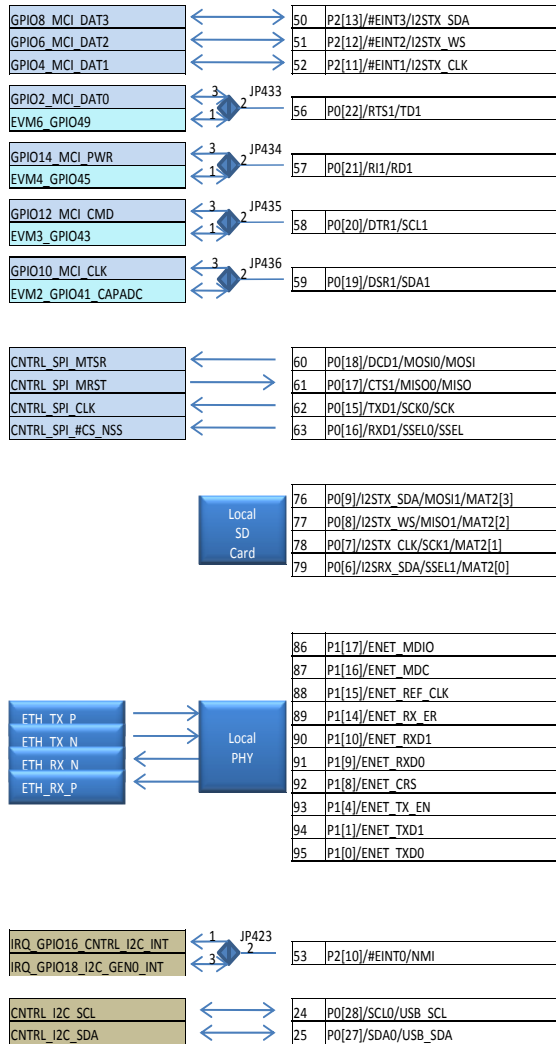 GPIO8_MCI_DAT3 50 P2[13]/#EINT3/I2STX_SDA
GPIO6_MCI_DAT2 51 P2[12]/#EINT2/I2STX_WS
GPIO4_MCI_DAT1 52 P2[11]/#EINT1/I2STX_CLK
GPIO2_MCI_DAT0 3 JP433
2 56 P0[22]/RTS1/TD1
EVM6_GPIO49 1
GPIO14_MCI_PWR 3 JP434
2 57 P0[21]/RI1/RD1
EVM4_GPIO45 1
GPIO12_MCI_CMD 3 JP435
2 58 P0[20]/DTR1/SCL1
EVM3_GPIO43 1
GPIO10_MCI_CLK 3 JP436
2 59 P0[19]/DSR1/SDA1
EVM2_GPIO41_CAPADC 1
CNTRL_SPI_MTSR 60 P0[18]/DCD1/MOSI0/MOSI
CNTRL_SPI_MRST 61 P0[17]/CTS1/MISO0/MISO
CNTRL_SPI_CLK 62 P0[15]/TXD1/SCK0/SCK
CNTRL_SPI_#CS_NSS 63 P0[16]/RXD1/SSEL0/SSEL
Local
SD
Card
76 P0[9]/I2STX_SDA/MOSI1/MAT2[3]
77 P0[8]/I2STX_WS/MISO1/MAT2[2]
78 P0[7]/I2STX_CLK/SCK1/MAT2[1]
79 P0[6]/I2SRX_SDA/SSEL1/MAT2[0]
ETH_TX_P
ETH_TX_N
ETH_RX_N
ETH_RX_P
Local
PHY
86 P1[17]/ENET_MDIO
87 P1[16]/ENET_MDC
88 P1[15]/ENET_REF_CLK
89 P1[14]/ENET_RX_ER
90 P1[10]/ENET_RXD1
91 P1[9]/ENET_RXD0
92 P1[8]/ENET_CRS
93 P1[4]/ENET_TX_EN
94 P1[1]/ENET_TXD1
95 P1[0]/ENET_TXD0
IRQ_GPIO16_CNTRL_I2C_INT 1 JP423
2 53 P2[10]/#EINT0/NMI
IRQ_GPIO18_I2C_GEN0_INT 3
CNTRL_I2C_SCL 24 P0[28]/SCL0/USB_SCL
CNTRL_I2C_SDA 25 P0[27]/SDA0/USB_SDA